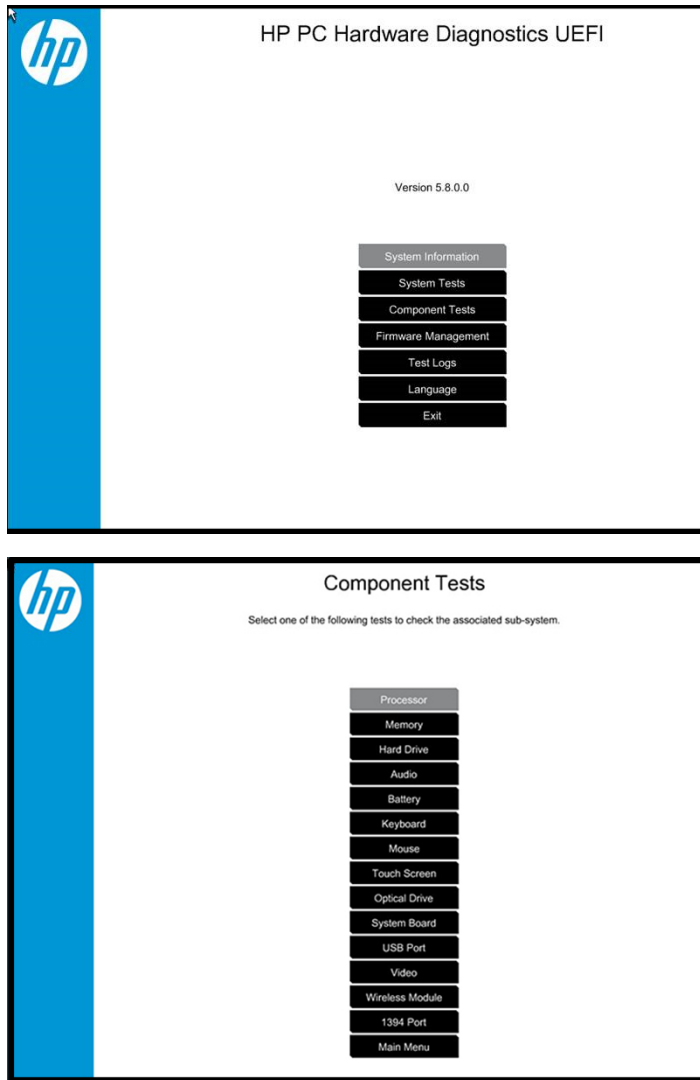 hp
HP PC Hardware Diagnostics UEFI
Version 5.8.0.0
System Information
System Tests
Component Tests
Firmware Management
Test Logs
Language
Exit
hp
Component Tests
Select one of the following tests to check the associated sub-system.
Processor
Memory
Hard Drive
Audio
Battery
Keyboard
Mouse
Touch Screen
Optical Drive
System Board
USB Port
Video
Wireless Module
1394 Port
Main Menu